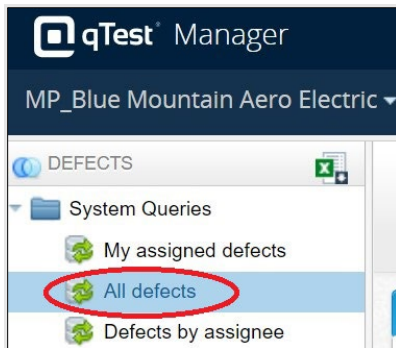 qTest Manager
MP_Blue Mountain Aero Electric
DEFECTS
System Queries
My assigned defects
All defects
Defects by assignee